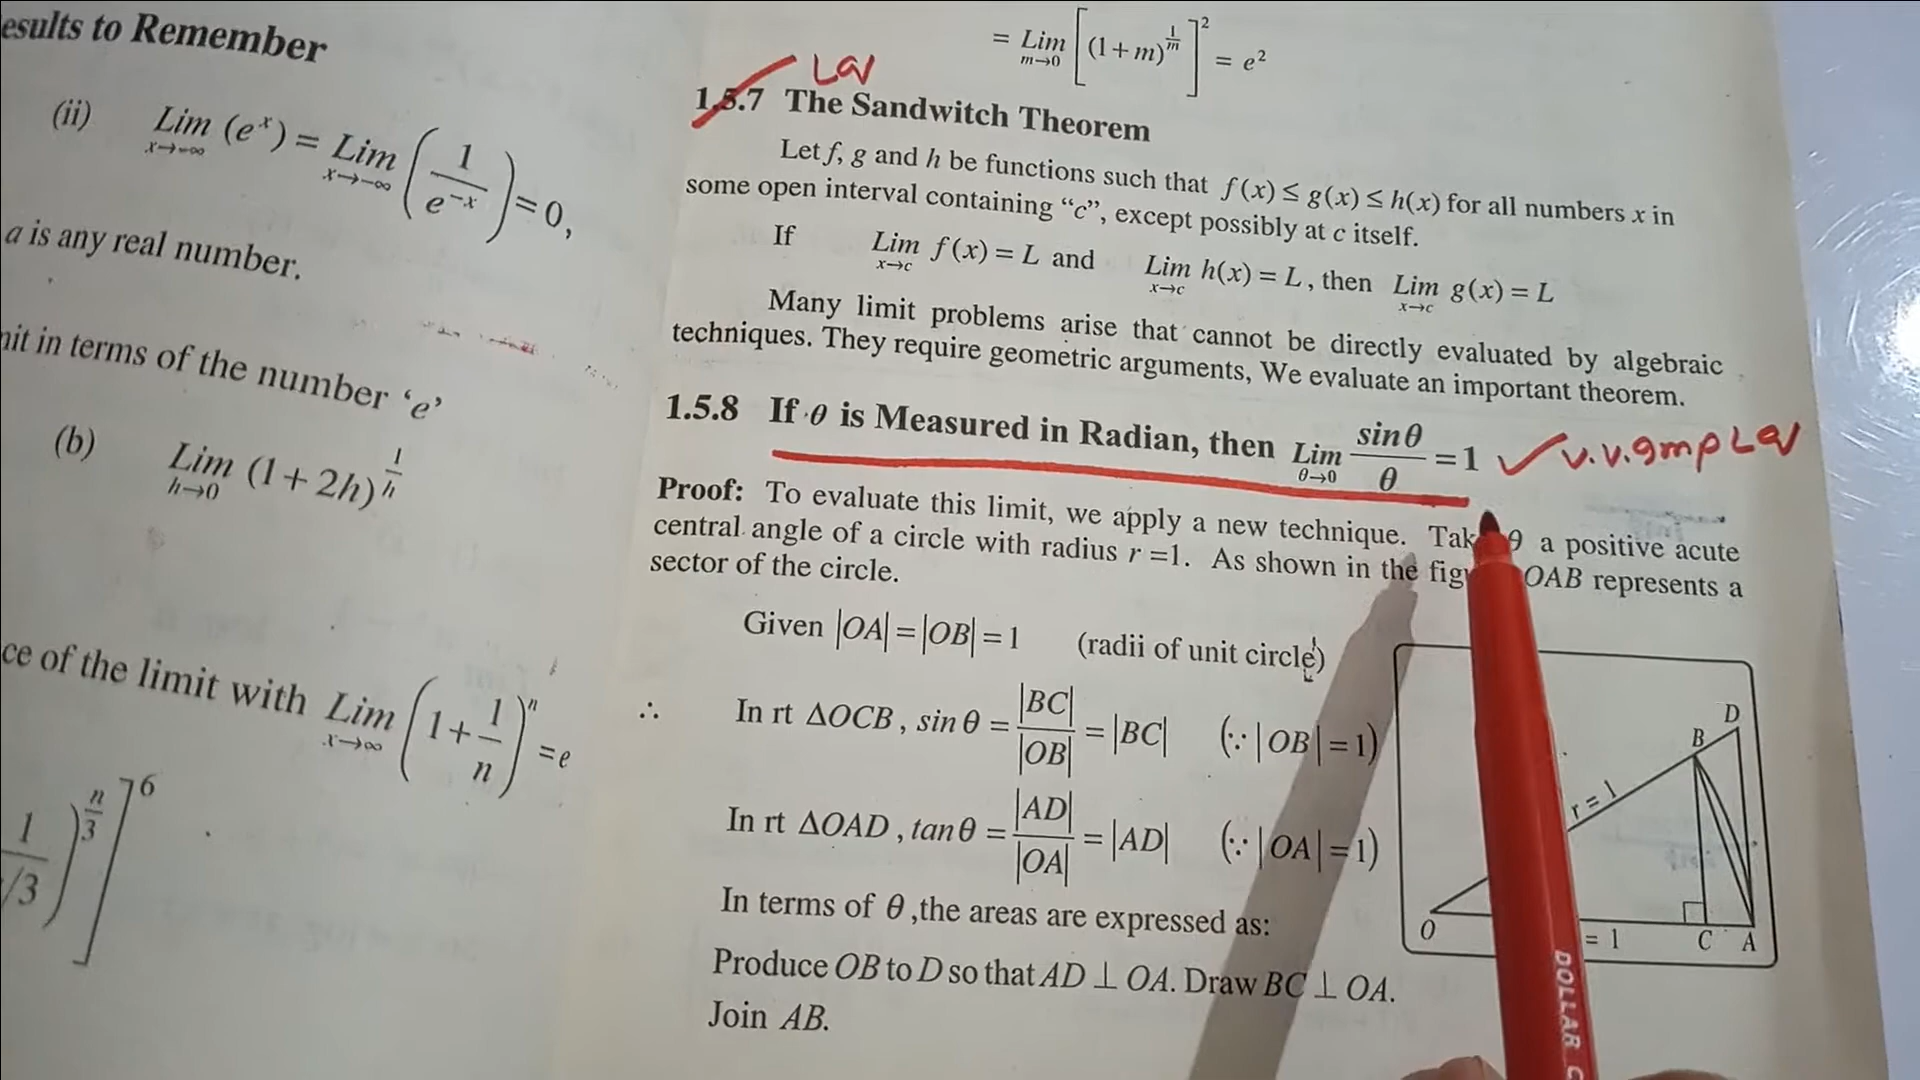 esults to Remember
(ii) Lim x→-∞ (eˣ) = Lim x→-∞ (1/e⁻ˣ) = 0,
a is any real number.
nit in terms of the number ‘e’
(b) Lim h→0 (1+2h)^(1/h)
ce of the limit with Lim x→∞ (1+1/n)ⁿ = e
1/3)^(n/3)]⁶
= Lim m→0 [(1+m)^(1/m)]² = e²
1.5.7 The Sandwitch Theorem
Let f, g and h be functions such that f(x) ≤ g(x) ≤ h(x) for all numbers x in
some open interval containing “c”, except possibly at c itself.
If Lim x→c f(x) = L and Lim x→c h(x) = L, then Lim x→c g(x) = L
Many limit problems arise that cannot be directly evaluated by algebraic
techniques. They require geometric arguments, We evaluate an important theorem.
1.5.8 If θ is Measured in Radian, then Lim θ→0 sinθ/θ = 1
Proof: To evaluate this limit, we apply a new technique. Tak θ a positive acute
central angle of a circle with radius r = 1. As shown in the fig OAB represents a
sector of the circle.
Given |OA| = |OB| = 1 (radii of unit circle)
∴ In rt ΔOCB, sin θ = |BC|/|OB| = |BC| (∵ |OB| = 1)
In rt ΔOAD, tan θ = |AD|/|OA| = |AD| (∵ |OA| = 1)
In terms of θ ,the areas are expressed as:
Produce OB to D so that AD ⊥ OA. Draw BC ⊥ OA.
Join AB.
D
B
r = 1
O
= 1
C
A
DOLLAR C